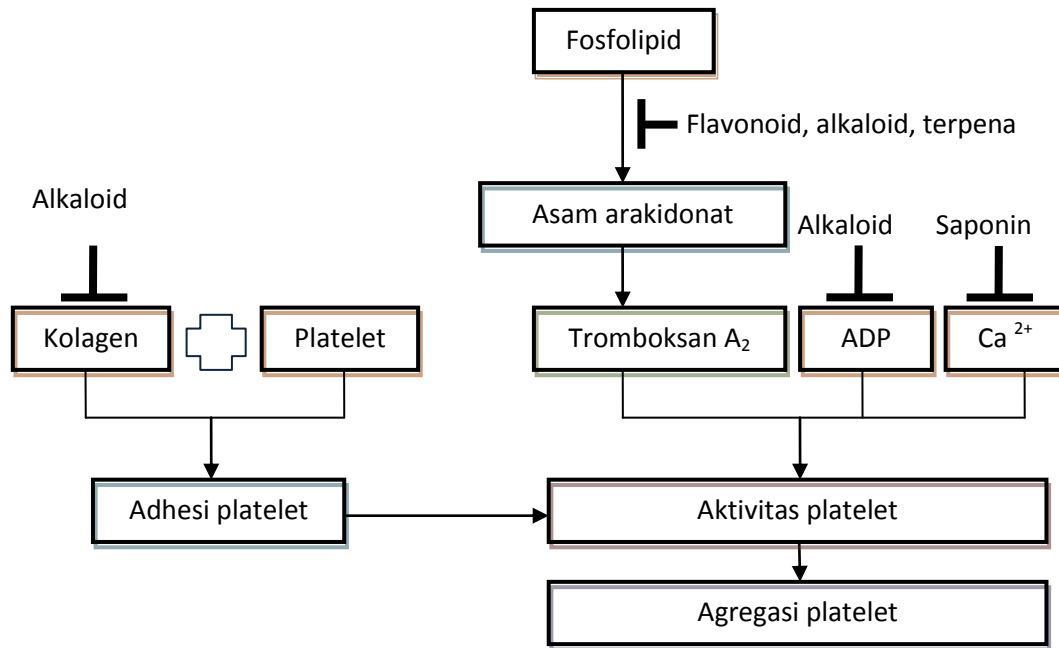 Fosfolipid
Flavonoid, alkaloid, terpena
Asam arakidonat
Alkaloid
Alkaloid
Saponin
Kolagen
Platelet
Tromboksan A₂
ADP
Ca ²⁺
Adhesi platelet
Aktivitas platelet
Agregasi platelet